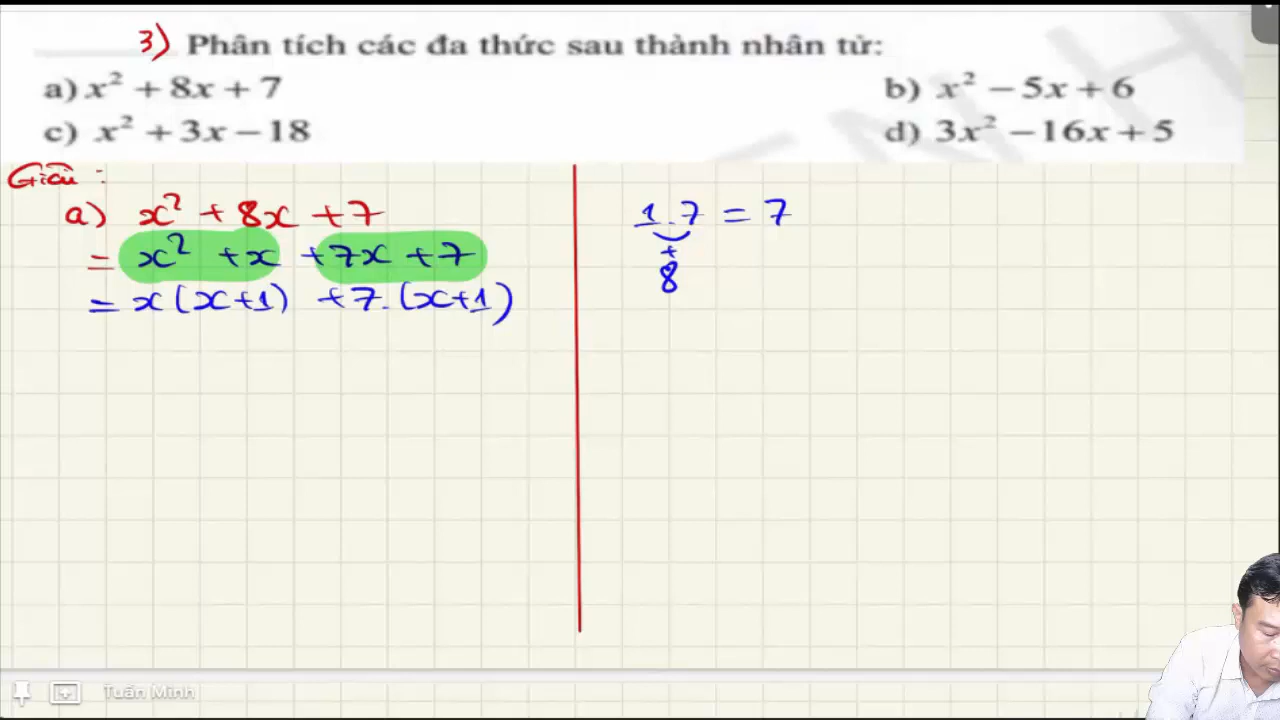 3) Phân tích các đa thức sau thành nhân tử:
a) x² + 8x + 7
b) x² − 5x + 6
c) x² + 3x − 18
d) 3x² − 16x + 5
Giải :
a) x² + 8x + 7
= x² + x + 7x + 7
= x(x+1) + 7.(x+1)
1.7 = 7
+
8
Tuấn Minh